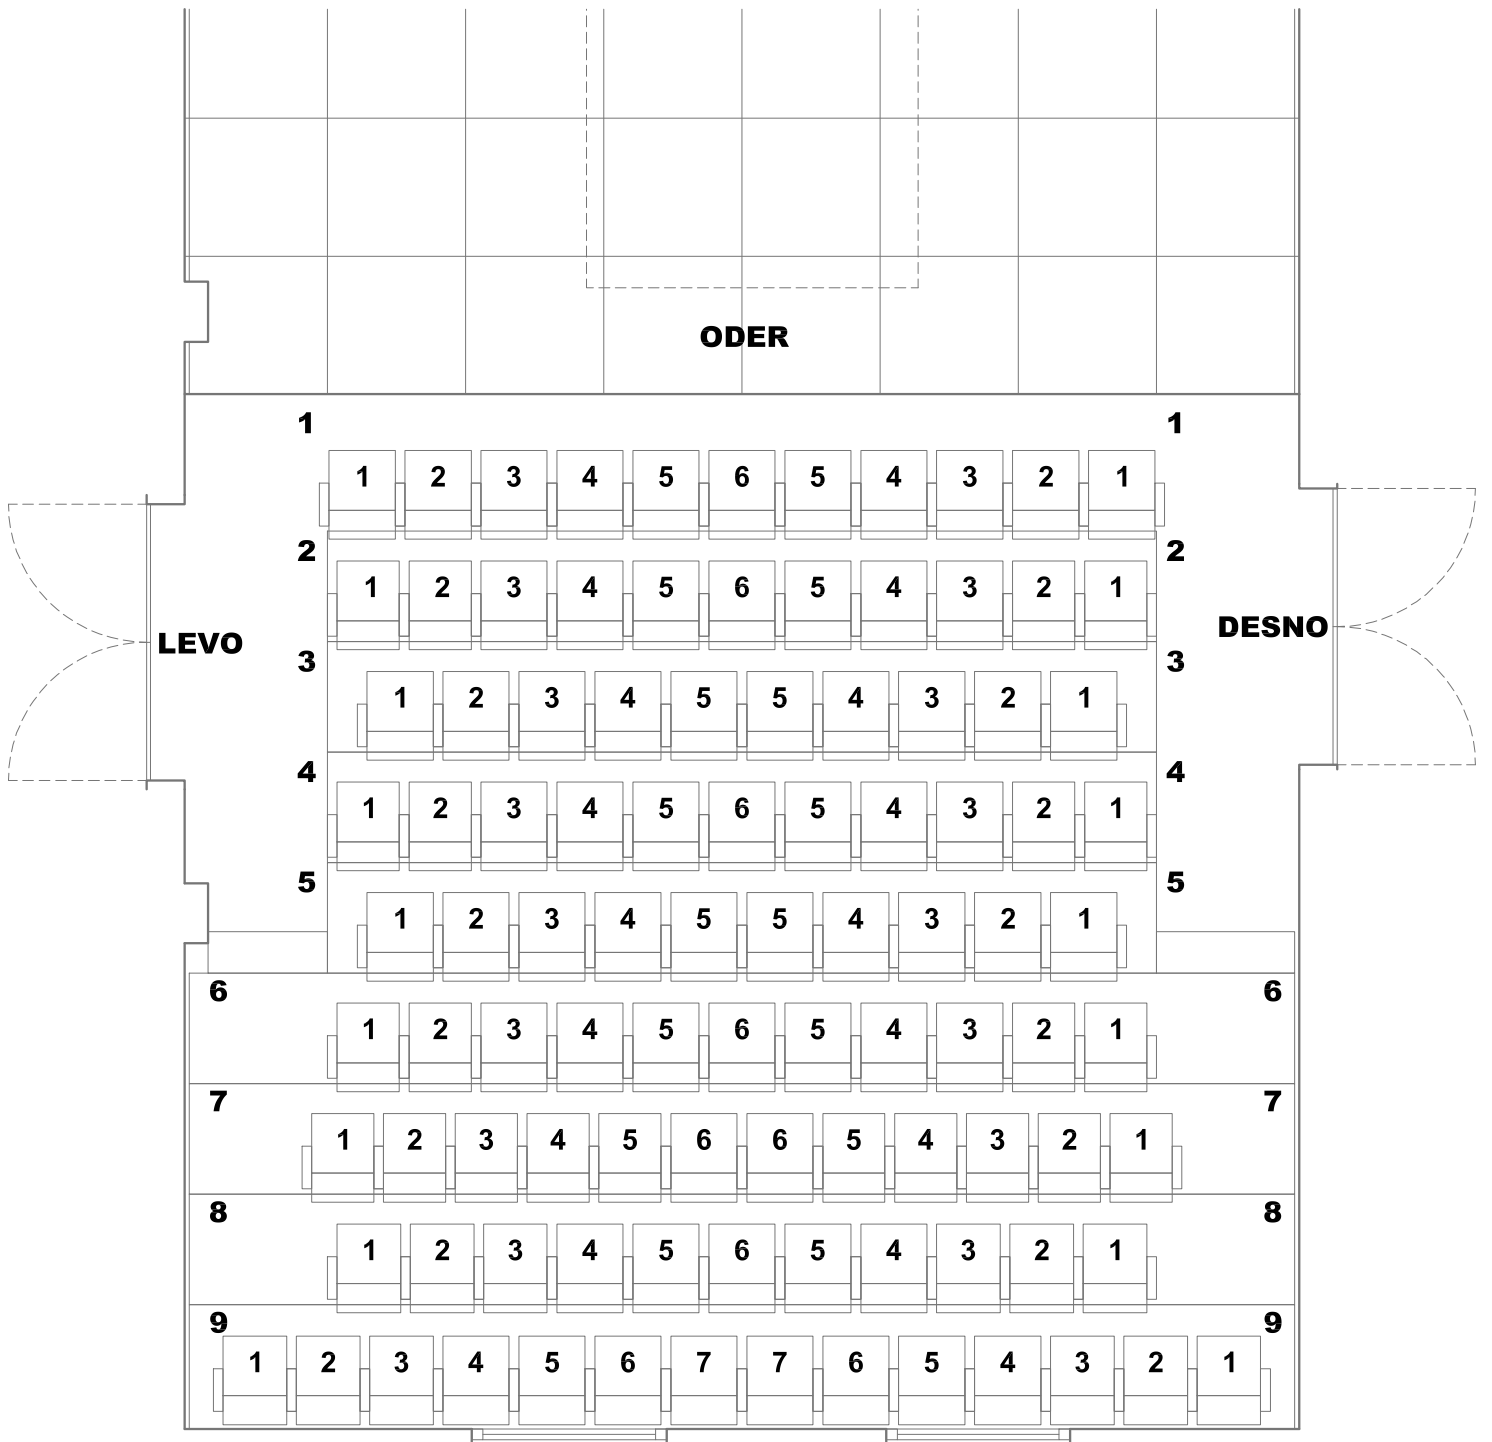 ODER
1 1
1 2 3 4 5 6 5 4 3 2 1
2 2
1 2 3 4 5 6 5 4 3 2 1
LEVO DESNO
3 3
1 2 3 4 5 5 4 3 2 1
4 4
1 2 3 4 5 6 5 4 3 2 1
5 5
1 2 3 4 5 5 4 3 2 1
6 6
1 2 3 4 5 6 5 4 3 2 1
7 7
1 2 3 4 5 6 6 5 4 3 2 1
8 8
1 2 3 4 5 6 5 4 3 2 1
9 9
1 2 3 4 5 6 7 7 6 5 4 3 2 1